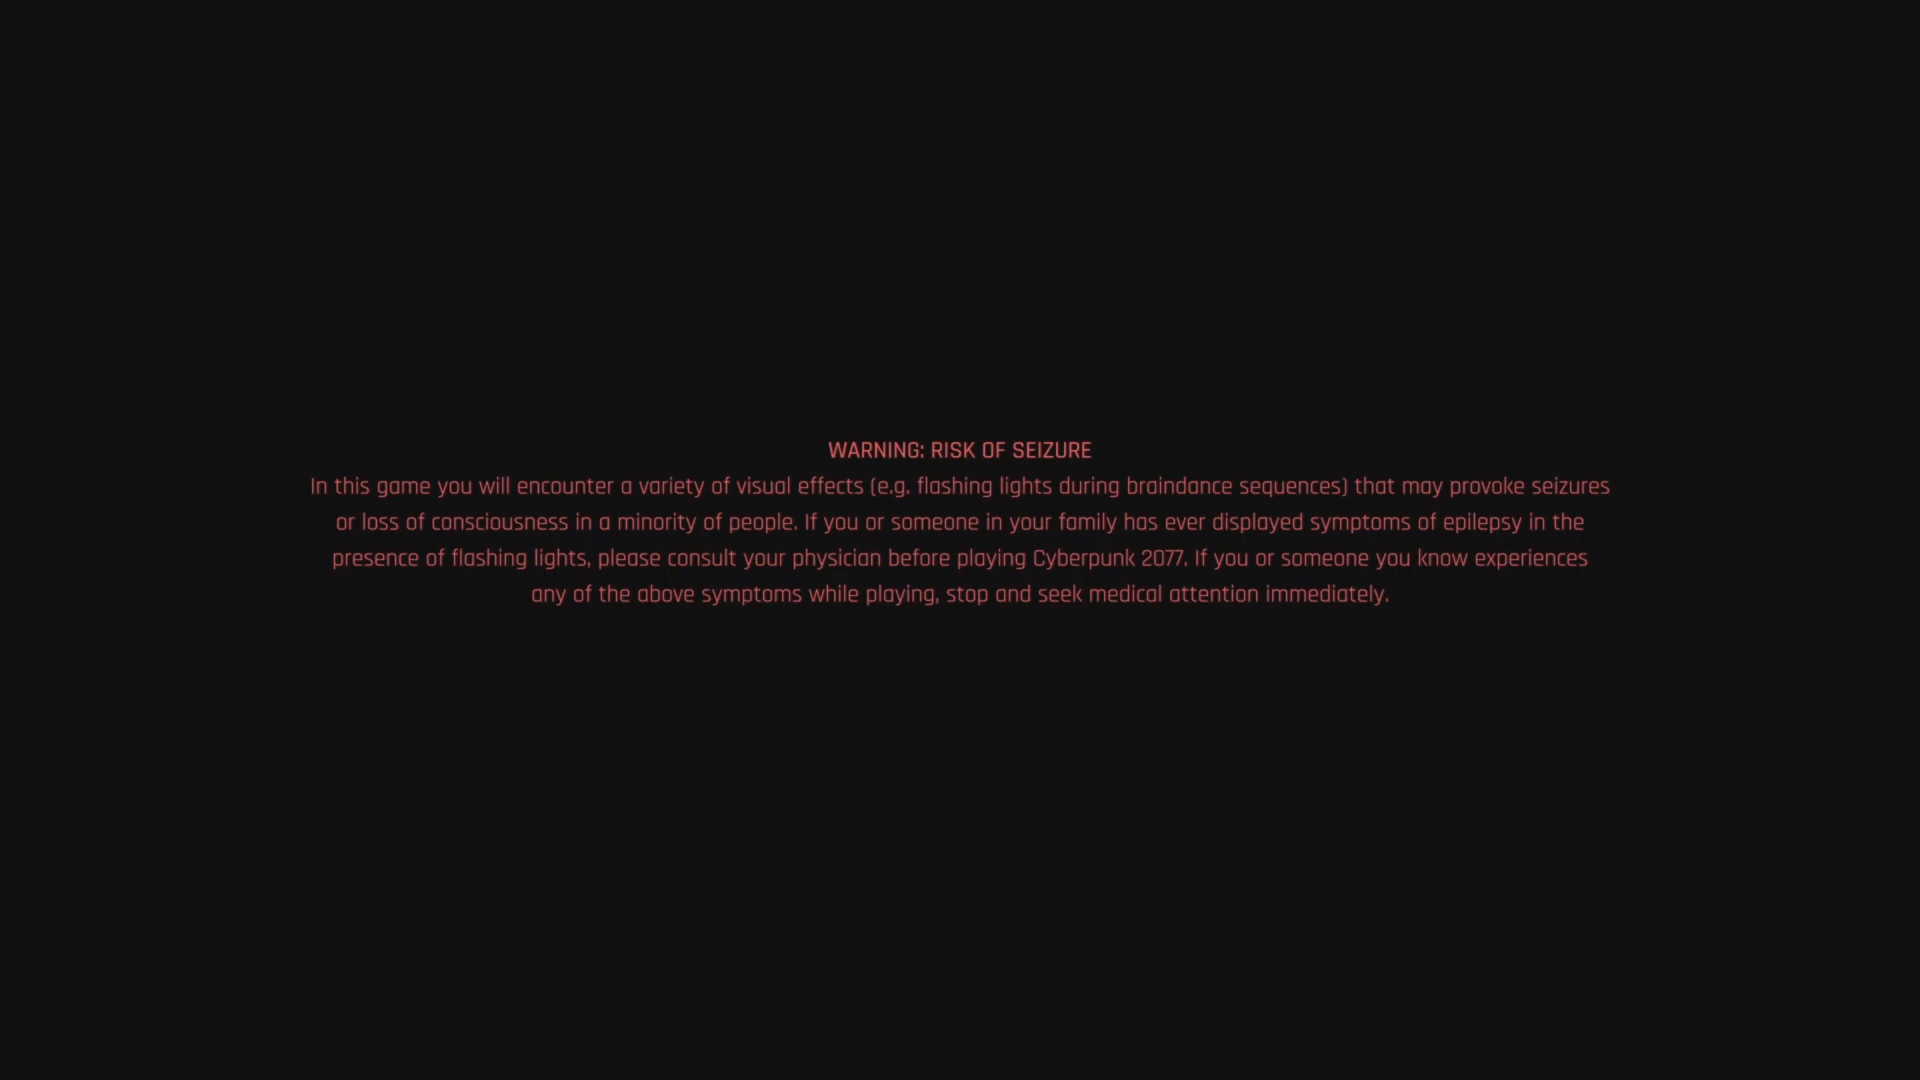 WARNING: RISK OF SEIZURE
In this game you will encounter a variety of visual effects (e.g. flashing lights during braindance sequences) that may provoke seizures
or loss of consciousness in a minority of people. If you or someone in your family has ever displayed symptoms of epilepsy in the
presence of flashing lights, please consult your physician before playing Cyberpunk 2077. If you or someone you know experiences
any of the above symptoms while playing, stop and seek medical attention immediately.